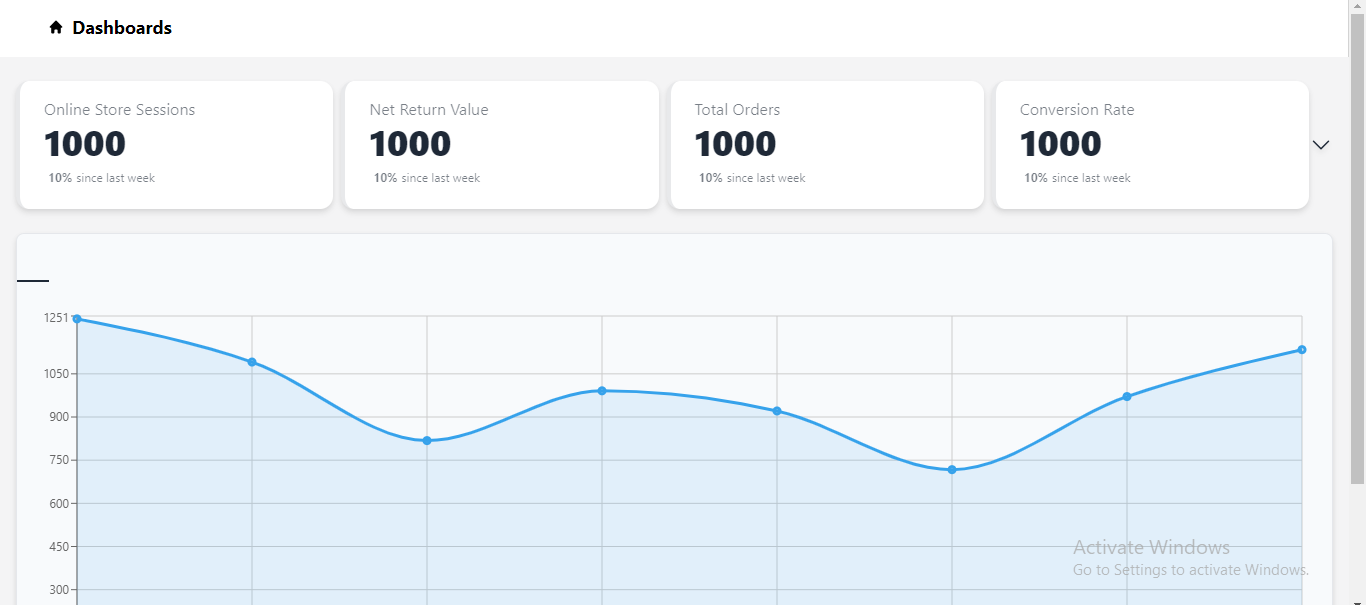 Dashboards
Online Store Sessions
1000
10% since last week
Net Return Value
1000
10% since last week
Total Orders
1000
10% since last week
Conversion Rate
1000
10% since last week
1251
1050
900
750
600
450
300
Activate Windows
Go to Settings to activate Windows.